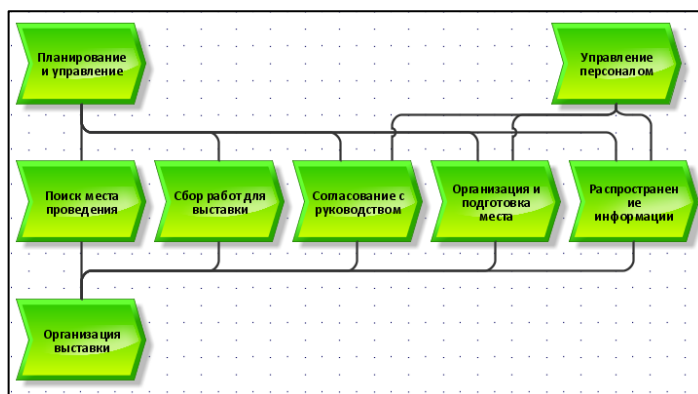 Планирование
и управление
Управление
персоналом
Поиск места
проведения
Сбор работ для
выставки
Согласование с
руководством
Организация и
подготовка
места
Распространен
ие
информации
Организация
выставки